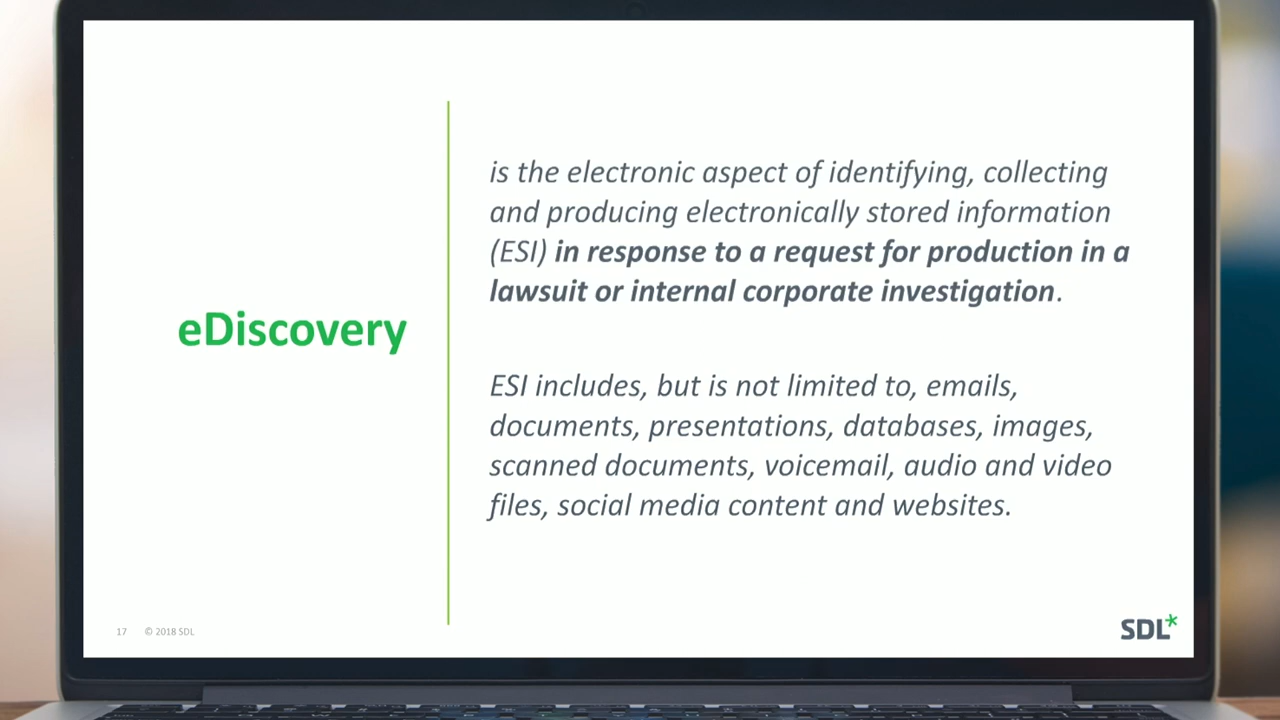 eDiscovery
is the electronic aspect of identifying, collecting
and producing electronically stored information
(ESI) in response to a request for production in a
lawsuit or internal corporate investigation.
ESI includes, but is not limited to, emails,
documents, presentations, databases, images,
scanned documents, voicemail, audio and video
files, social media content and websites.
17 © 2018 SDL
SDL*